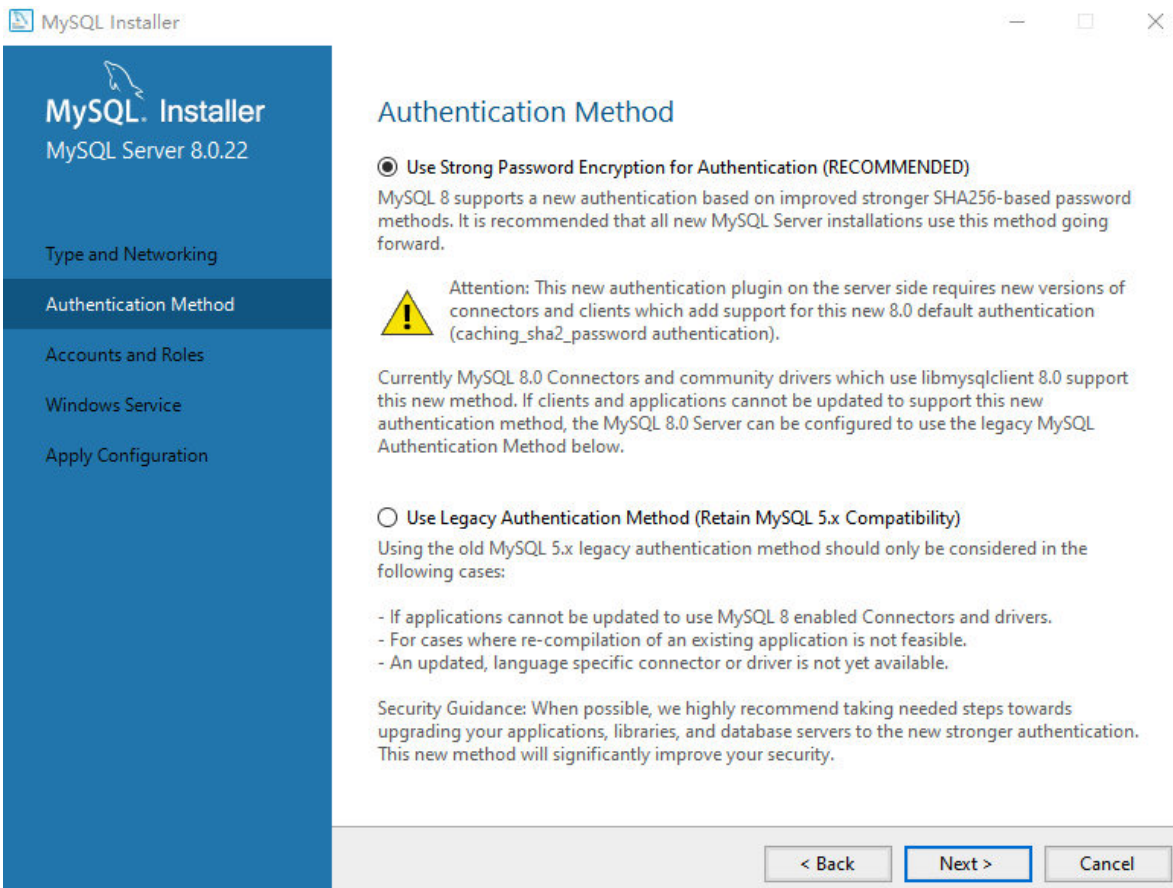 MySQL Installer
MySQL. Installer
MySQL Server 8.0.22
Type and Networking
Authentication Method
Accounts and Roles
Windows Service
Apply Configuration
Authentication Method
Use Strong Password Encryption for Authentication (RECOMMENDED)
MySQL 8 supports a new authentication based on improved stronger SHA256-based password
methods. It is recommended that all new MySQL Server installations use this method going
forward.
Attention: This new authentication plugin on the server side requires new versions of
connectors and clients which add support for this new 8.0 default authentication
(caching_sha2_password authentication).
Currently MySQL 8.0 Connectors and community drivers which use libmysqlclient 8.0 support
this new method. If clients and applications cannot be updated to support this new
authentication method, the MySQL 8.0 Server can be configured to use the legacy MySQL
Authentication Method below.
Use Legacy Authentication Method (Retain MySQL 5.x Compatibility)
Using the old MySQL 5.x legacy authentication method should only be considered in the
following cases:
- If applications cannot be updated to use MySQL 8 enabled Connectors and drivers.
- For cases where re-compilation of an existing application is not feasible.
- An updated, language specific connector or driver is not yet available.
Security Guidance: When possible, we highly recommend taking needed steps towards
upgrading your applications, libraries, and database servers to the new stronger authentication.
This new method will significantly improve your security.
< Back
Next >
Cancel